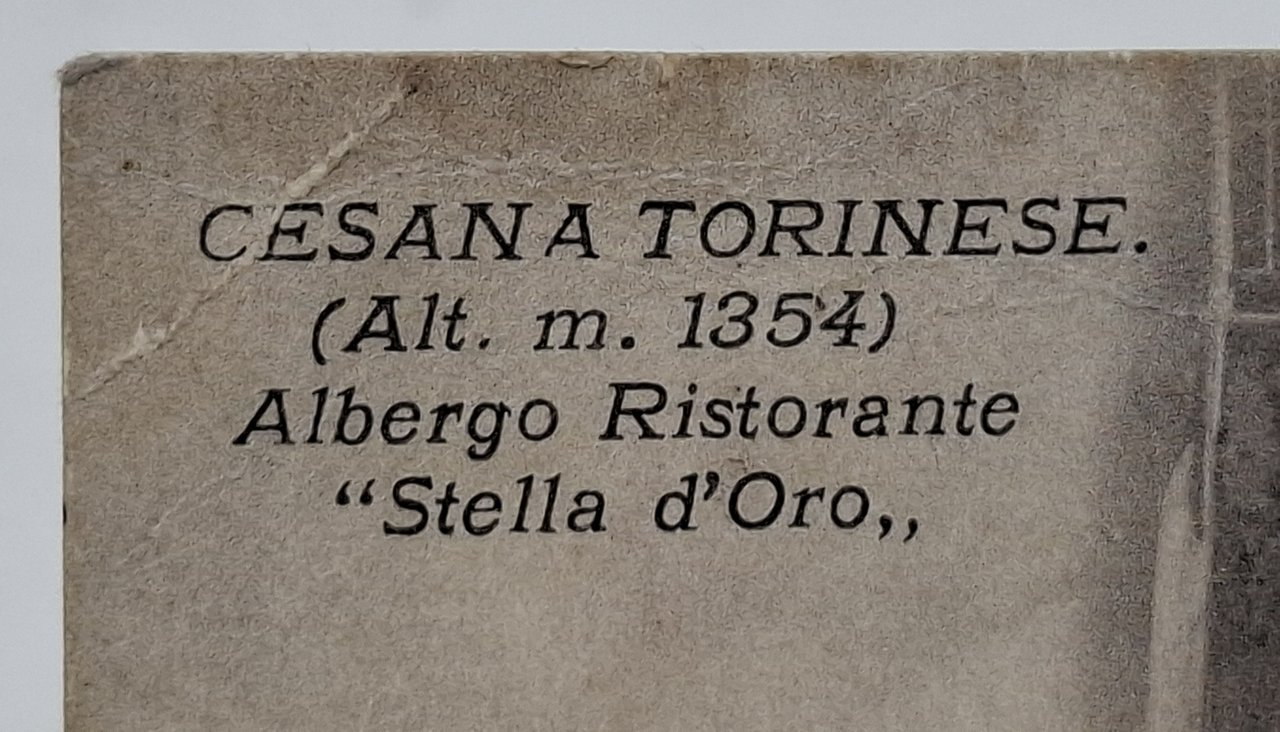 CESANA TORINESE.
(Alt. m. 1354)
Albergo Ristorante
“Stella d’Oro,,